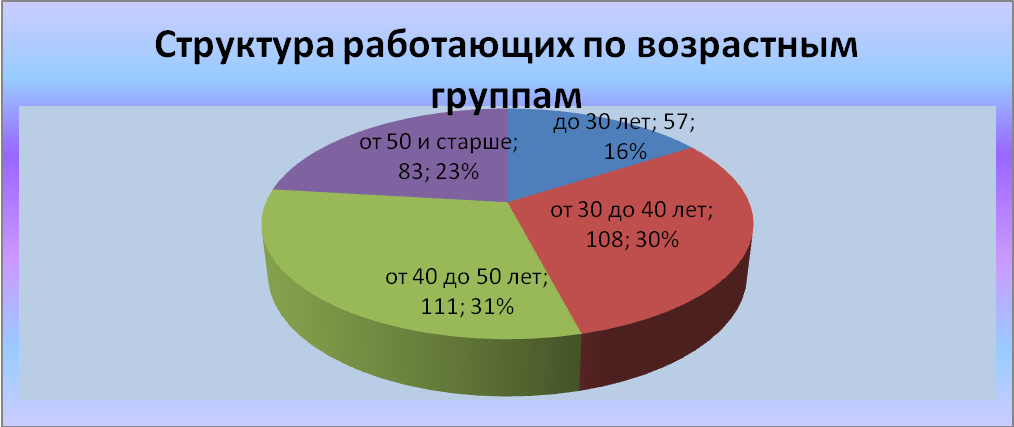 Структура работающих по возрастным
группам
до 30 лет; 57;
16%
от 30 до 40 лет;
108; 30%
от 40 до 50 лет;
111; 31%
от 50 и старше;
83; 23%